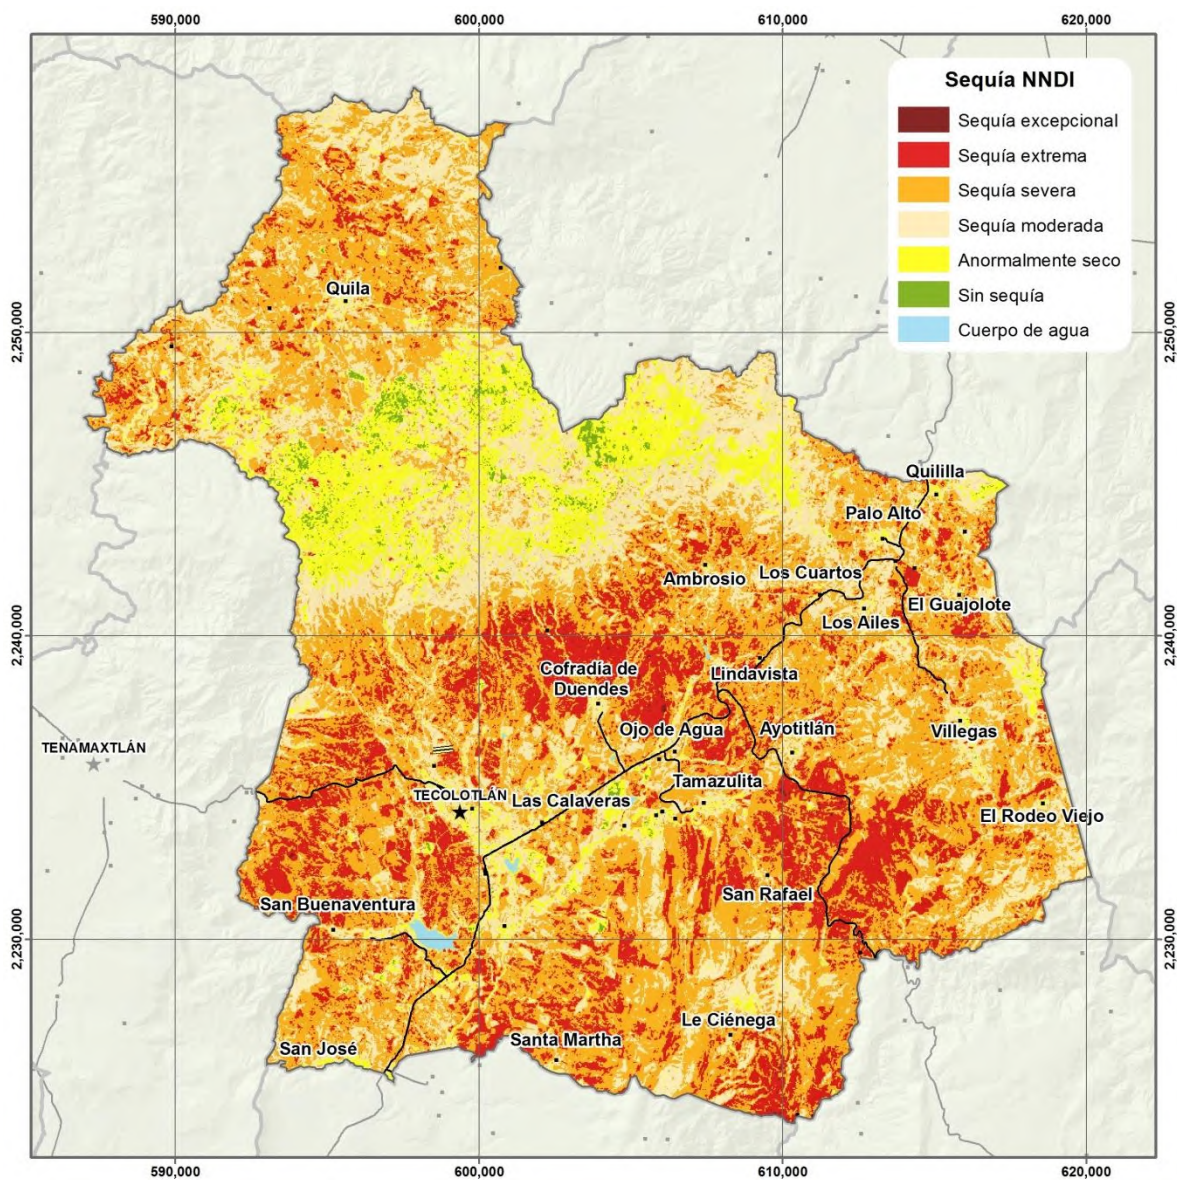 590,000
600,000
610,000
620,000
Sequía NNDI
Sequía excepcional
Sequía extrema
Sequía severa
Sequía moderada
Anormalmente seco
Sin sequía
Cuerpo de agua
Quila
2,250,000
2,250,000
Quililla
Palo Alto
Ambrosio
Los Cuartos
El Guajolote
Los Ailes
2,240,000
2,240,000
Cofradía de
Duendes
Lindavista
Ojo de Agua
Ayotitlán
Villegas
TENAMAXTLÁN
Tamazulita
TECOLOTLÁN
Las Calaveras
El Rodeo Viejo
San Rafael
San Buenaventura
2,230,000
2,230,000
Le Ciénega
Santa Martha
San José
590,000
600,000
610,000
620,000